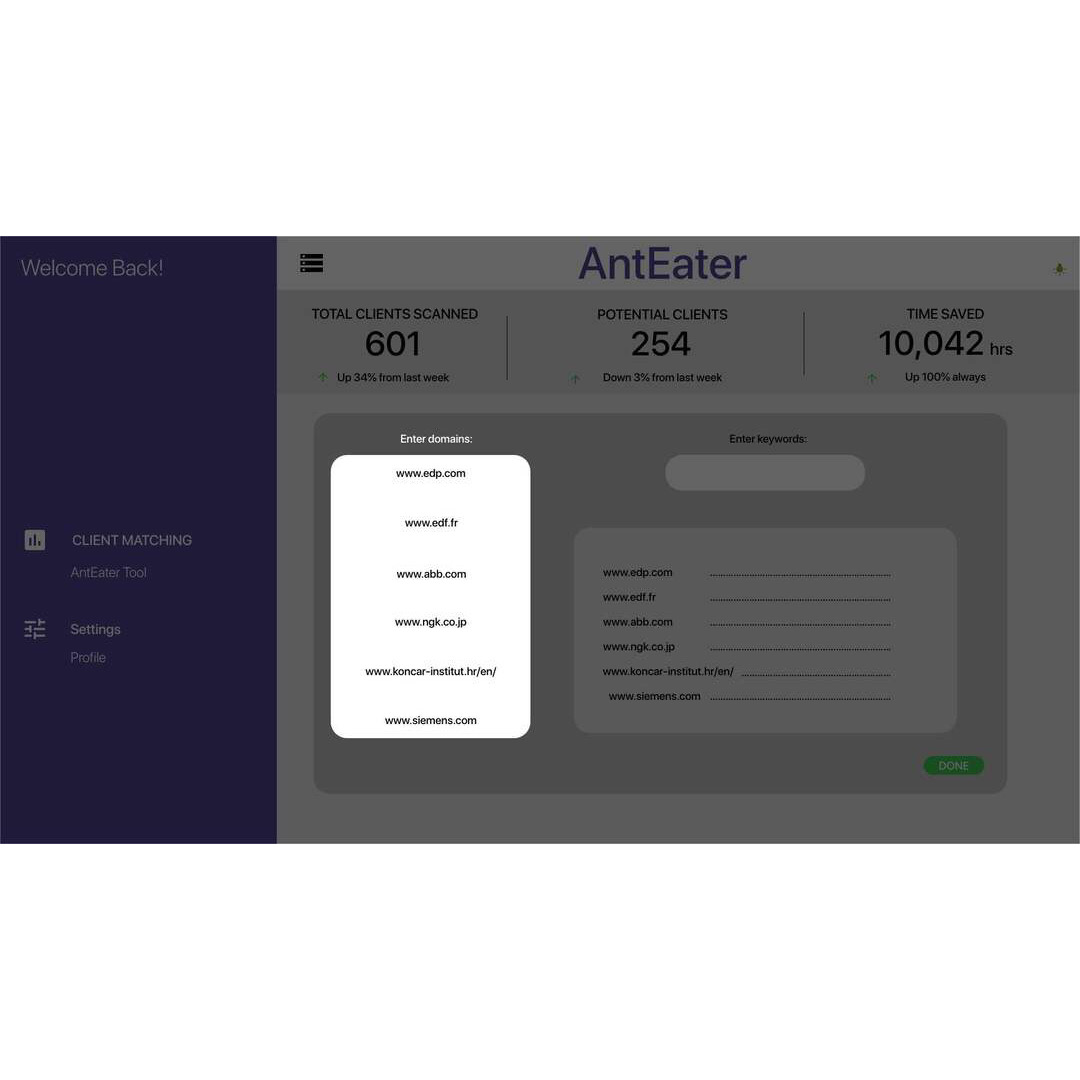 Welcome Back!
AntEater
TOTAL CLIENTS SCANNED
601
Up 34% from last week
POTENTIAL CLIENTS
254
Down 3% from last week
TIME SAVED
10,042 hrs
Up 100% always
CLIENT MATCHING
AntEater Tool
Settings
Profile
Enter domains:
www.edp.com
www.edf.fr
www.abb.com
www.ngk.co.jp
www.koncar-institut.hr/en/
www.siemens.com
Enter keywords:
www.edp.com
www.edf.fr
www.abb.com
www.ngk.co.jp
www.koncar-institut.hr/en/
www.siemens.com
DONE